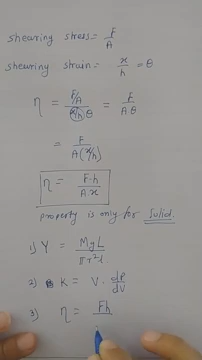 shearing stress = F/A
shearing strain = x/h = θ
η = F/A / (x/h) θ = F/Aθ
= F/A(x/h)
η = F·h/Ax
property is only for Solid.
1) Y = MgL/πr²l
2) K = V · dP/dV
3) η = Fh